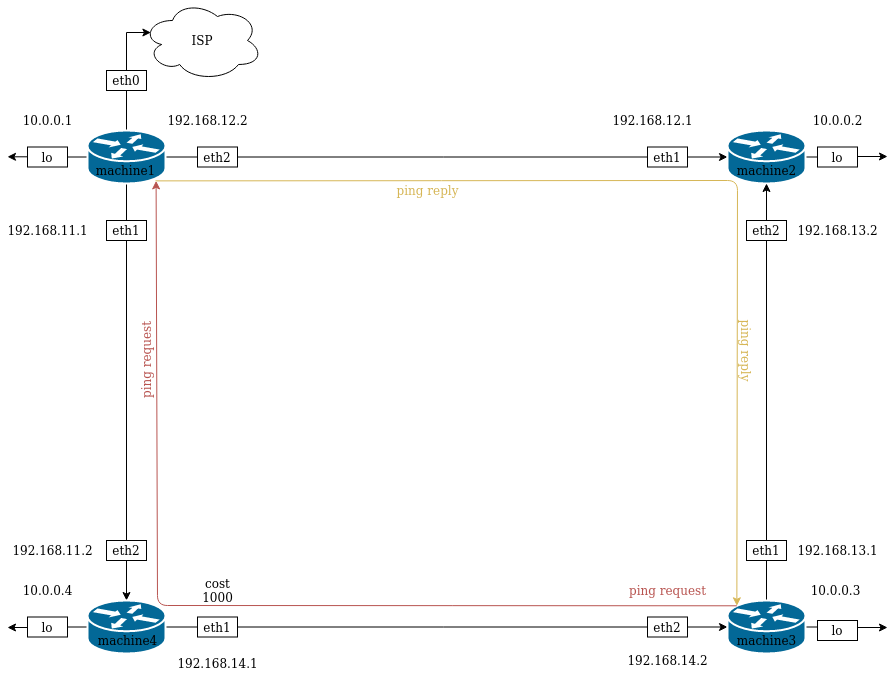 ISP
eth0
10.0.0.1
192.168.12.2
192.168.12.1
10.0.0.2
lo
machine1
eth2
eth1
machine2
lo
ping reply
192.168.11.1
eth1
eth2
192.168.13.2
ping request
ping reply
192.168.11.2
eth2
eth1
192.168.13.1
10.0.0.4
cost
1000
ping request
10.0.0.3
lo
machine4
eth1
eth2
machine3
lo
192.168.14.1
192.168.14.2